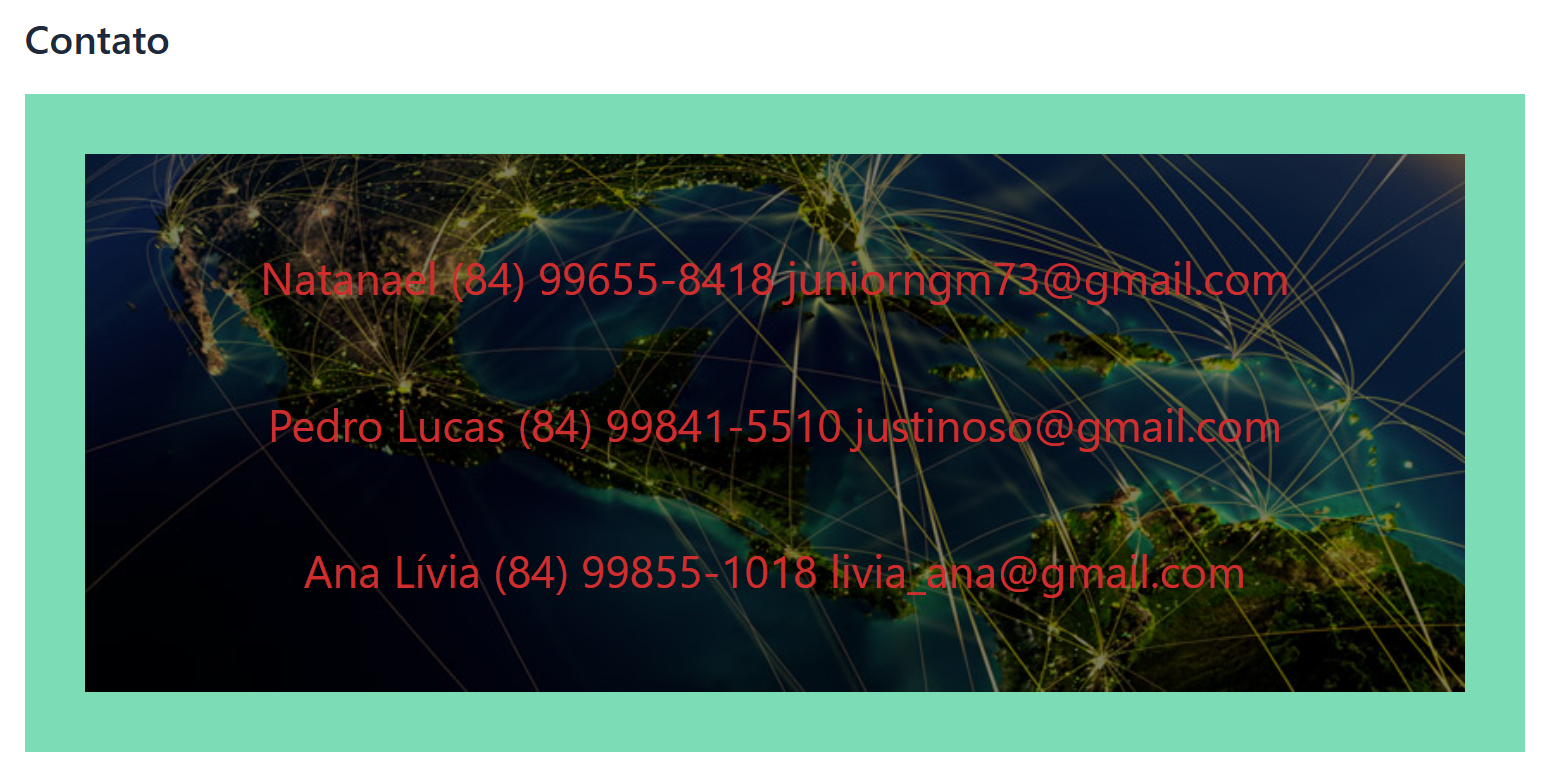 Contato
Natanael (84) 99655-8418 juniorngm73@gmail.com
Pedro Lucas (84) 99841-5510 justinoso@gmail.com
Ana Lívia (84) 99855-1018 livia_ana@gmail.com